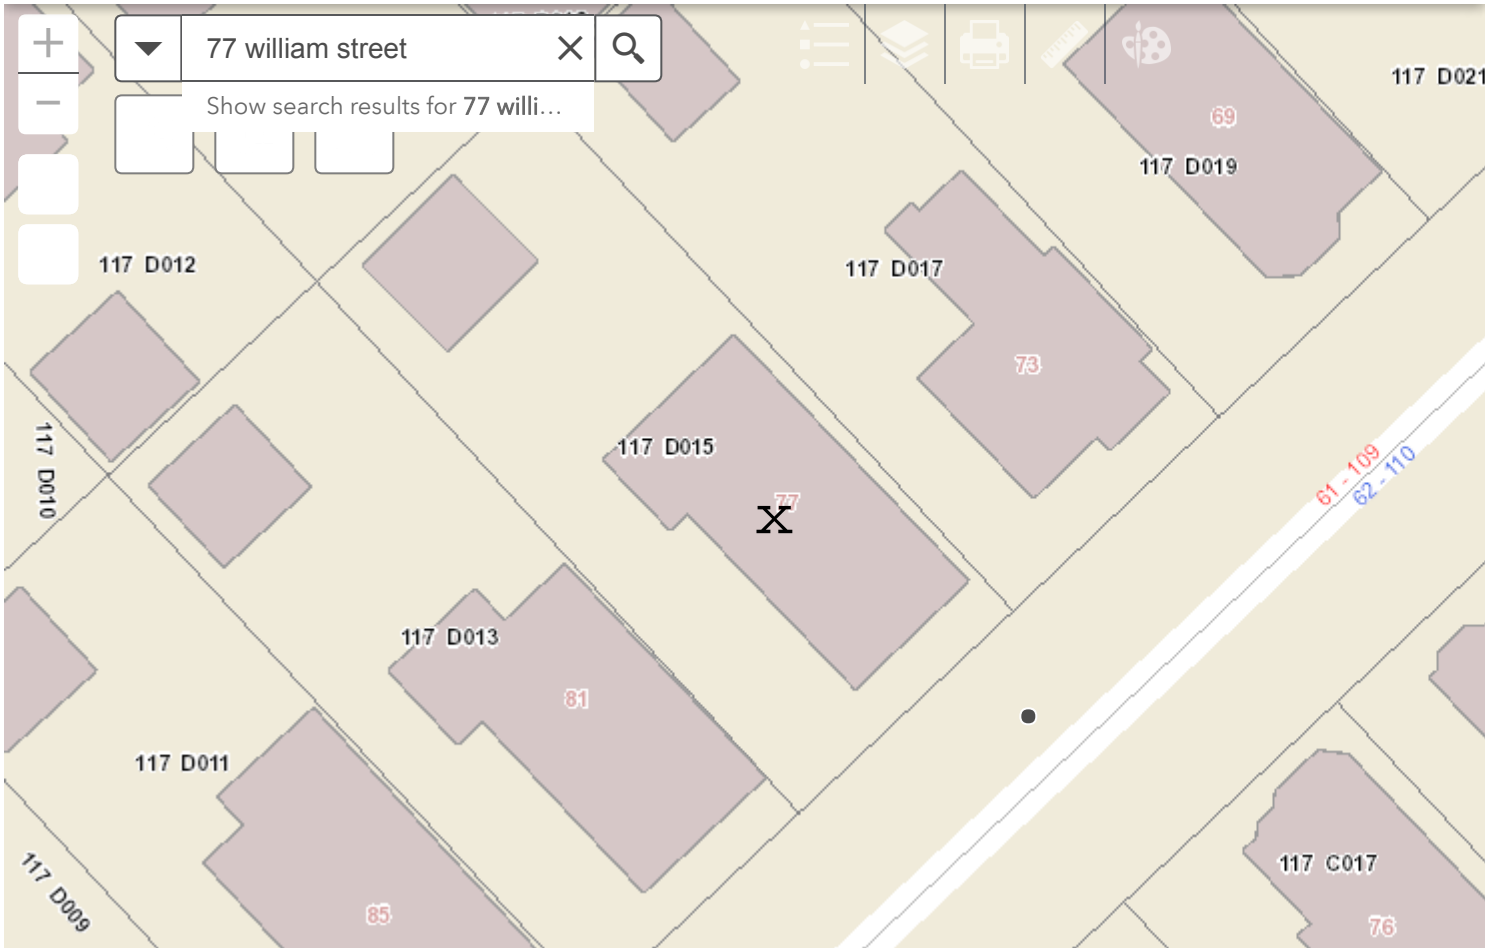 77 william street
Show search results for 77 willi...
117 D021
69
117 D019
117 D012
117 D017
73
117 D015
77
X
61 - 109
62 - 110
117 D010
117 D013
81
117 D011
117 D009
85
117 C017
76